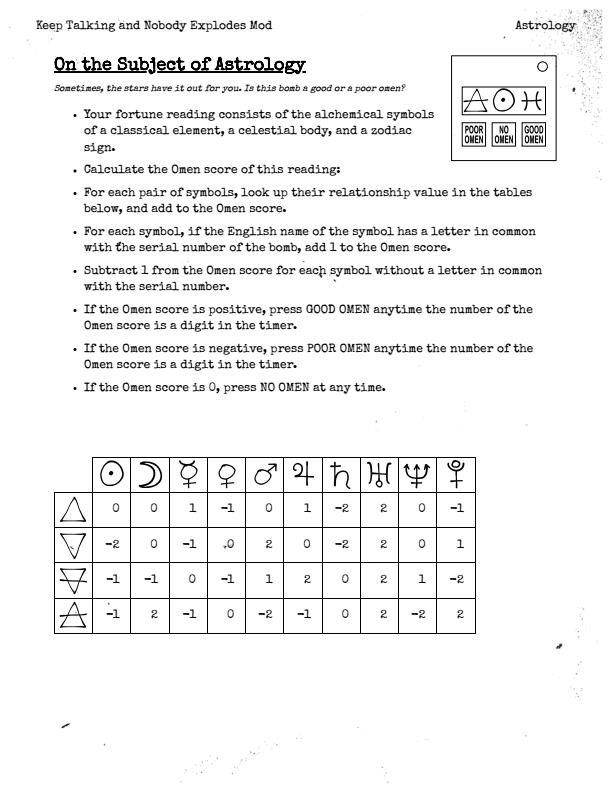 Keep Talking and Nobody Explodes Mod Astrology
On the Subject of Astrology
Sometimes, the stars have it out for you. Is this bomb a good or a poor omen?
POOR OMEN NO OMEN GOOD OMEN
• Your fortune reading consists of the alchemical symbols
of a classical element, a celestial body, and a zodiac
sign.
• Calculate the Omen score of this reading:
• For each pair of symbols, look up their relationship value in the tables
below, and add to the Omen score.
• For each symbol, if the English name of the symbol has a letter in common
with the serial number of the bomb, add 1 to the Omen score.
• Subtract 1 from the Omen score for each symbol without a letter in common
with the serial number.
• If the Omen score is positive, press GOOD OMEN anytime the number of the
Omen score is a digit in the timer.
• If the Omen score is negative, press POOR OMEN anytime the number of the
Omen score is a digit in the timer.
• If the Omen score is 0, press NO OMEN at any time.
☉ ☽ ☿ ♀ ♂ ♃ ♄ ♅ ♆ ⯓
🜂 0 0 1 -1 0 1 -2 2 0 -1
🜄 -2 0 -1 0 2 0 -2 2 0 1
🜃 -1 -1 0 -1 1 2 0 2 1 -2
🜁 -1 2 -1 0 -2 -1 0 2 -2 2